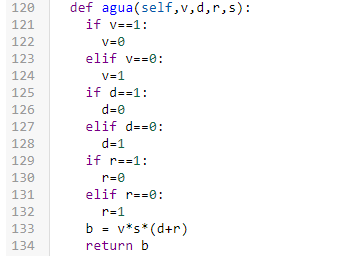 120 def agua(self,v,d,r,s):
121 if v==1:
122 v=0
123 elif v==0:
124 v=1
125 if d==1:
126 d=0
127 elif d==0:
128 d=1
129 if r==1:
130 r=0
131 elif r==0:
132 r=1
133 b = v*s*(d+r)
134 return b